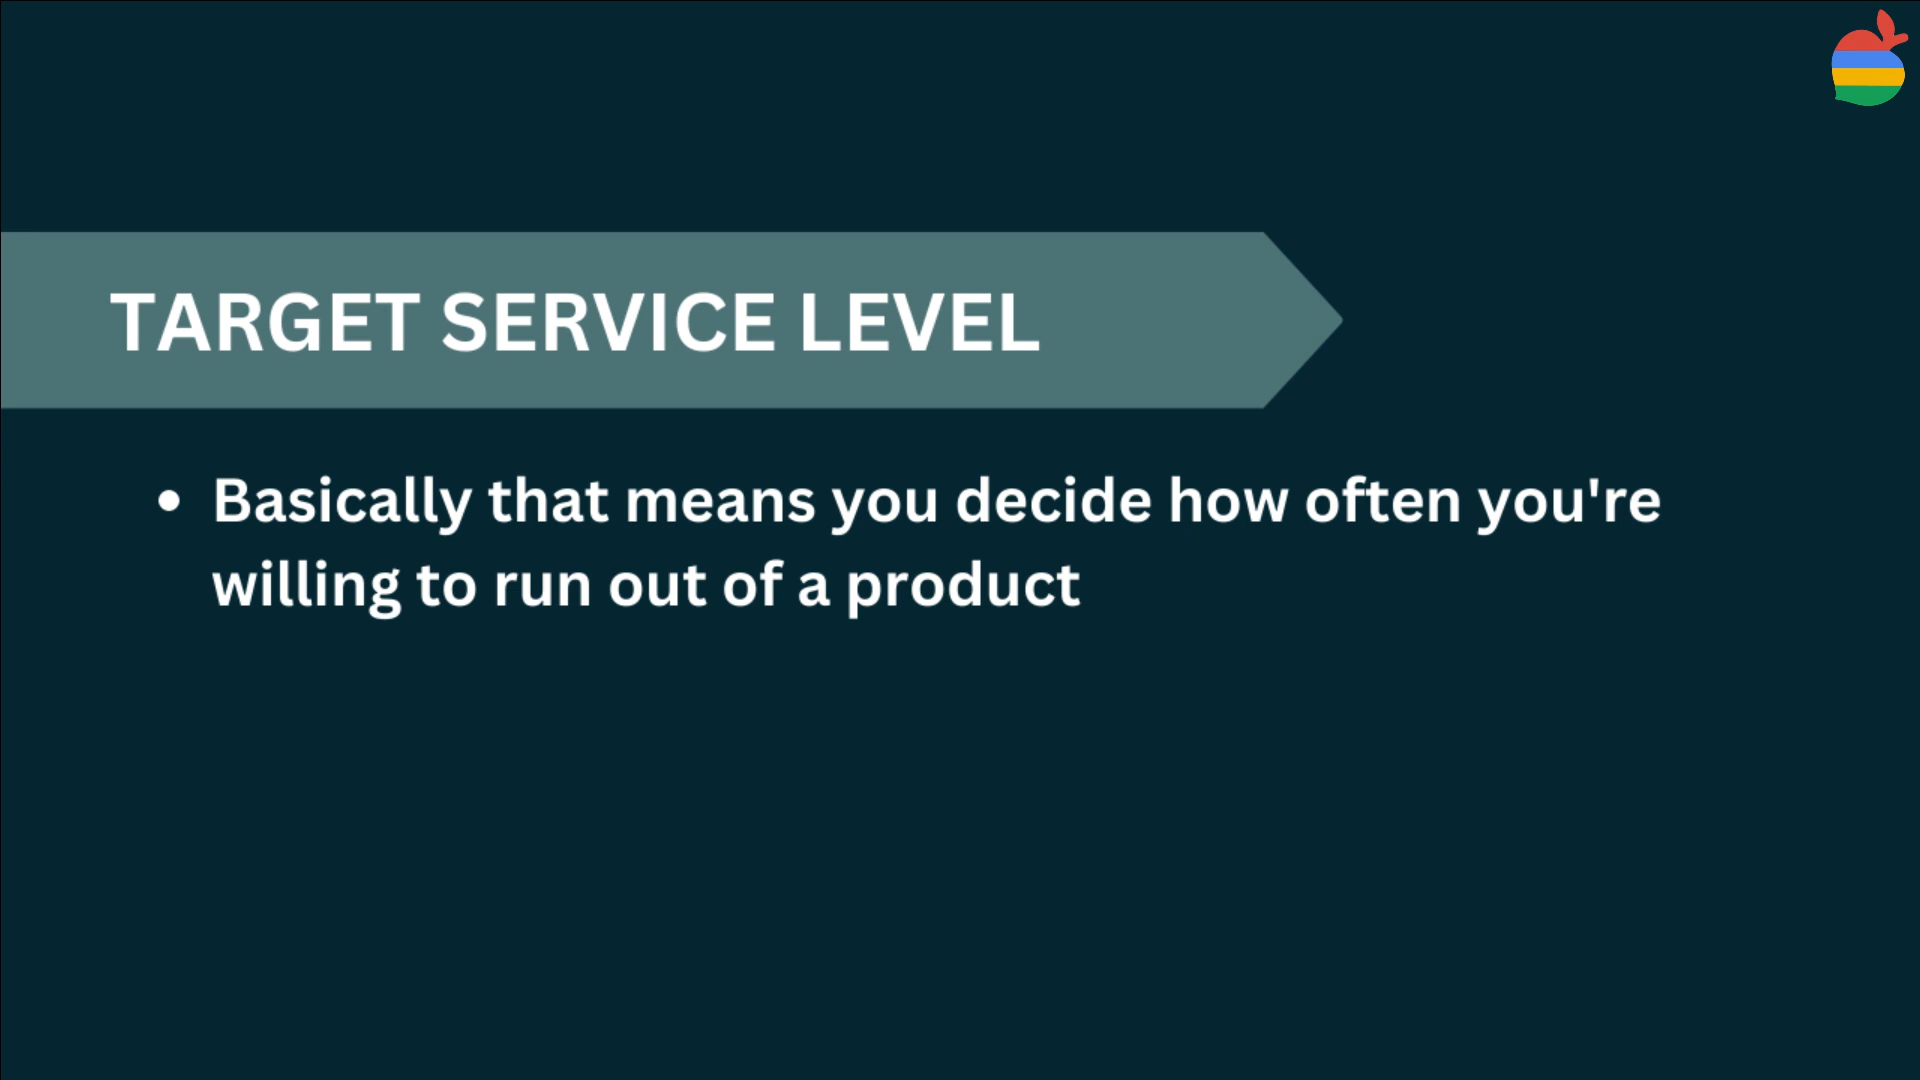 TARGET SERVICE LEVEL
• Basically that means you decide how often you're
willing to run out of a product